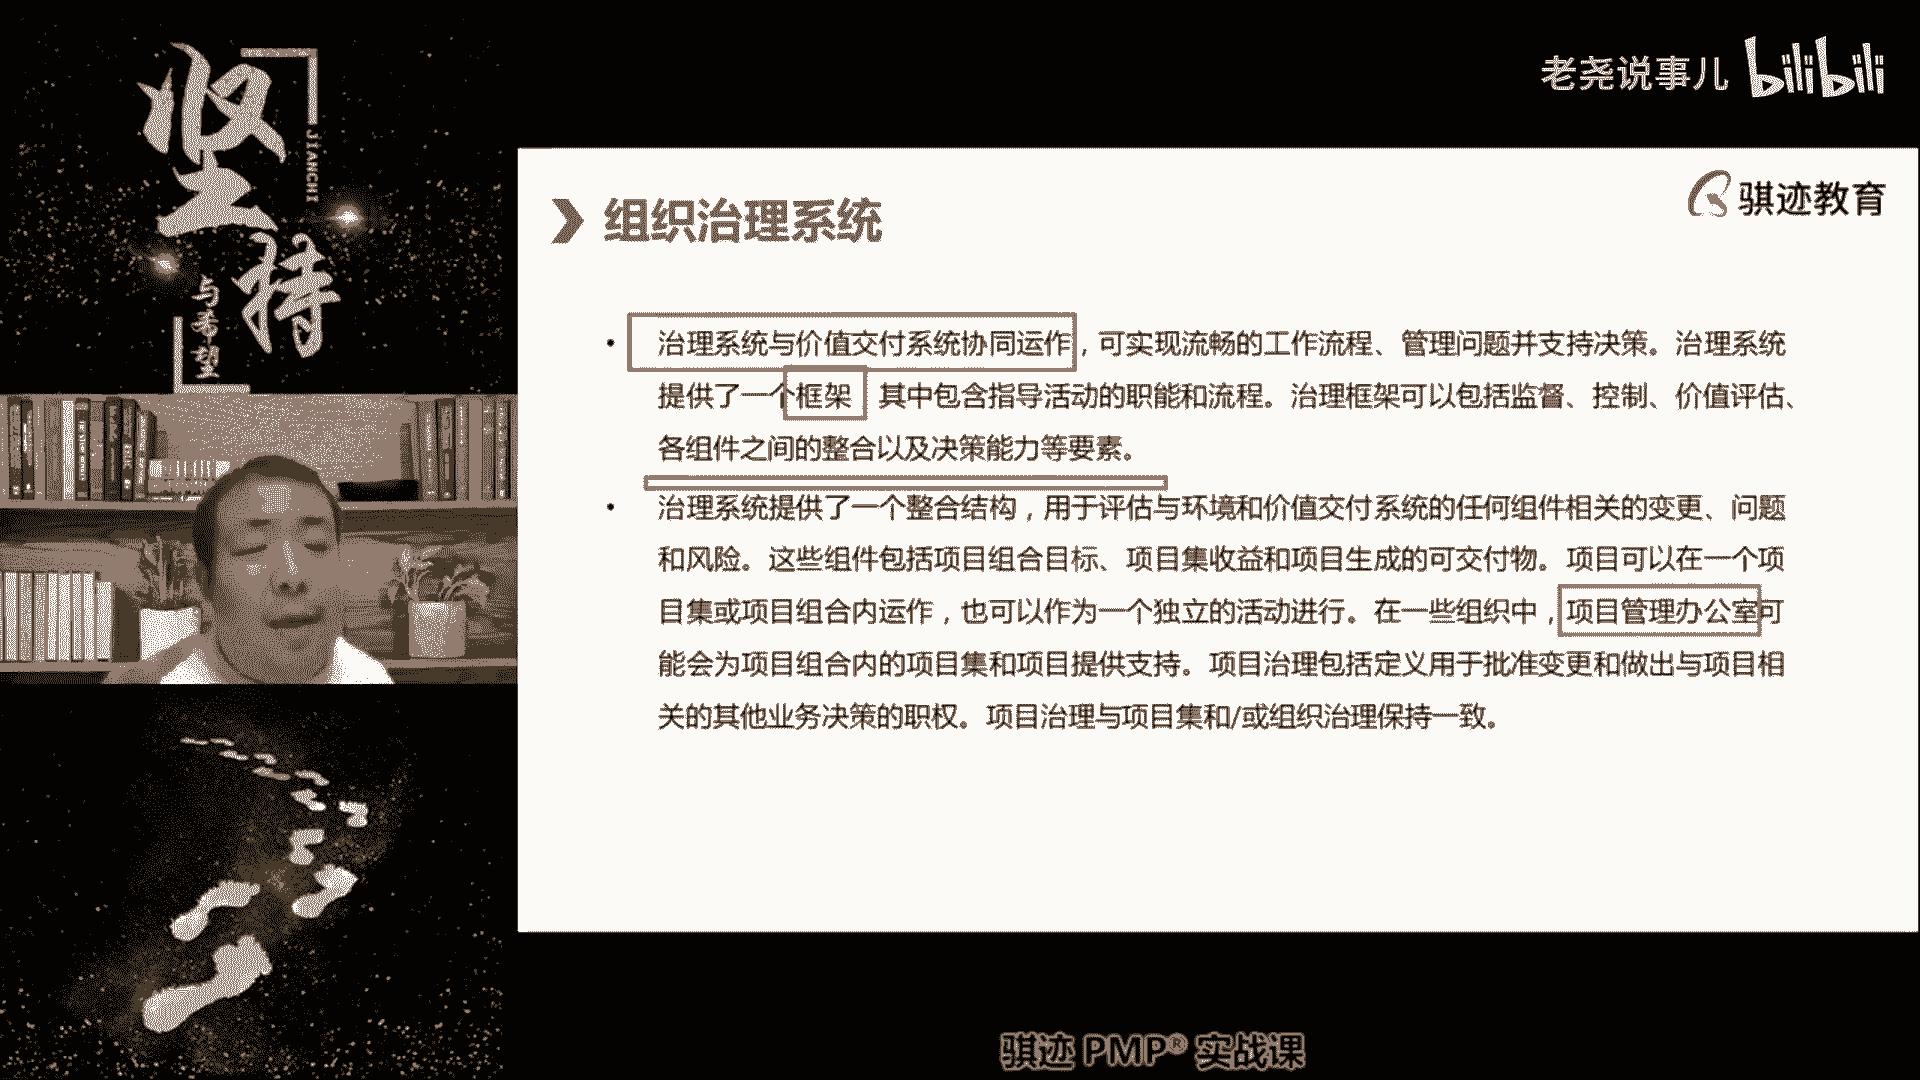 坚持
JIANCHI
与希望
老尧说事儿 bilibili
骐迹教育
组织治理系统
• 治理系统与价值交付系统协同运作，可实现流畅的工作流程、管理问题并支持决策。治理系统
提供了一个框架 其中包含指导活动的职能和流程。治理框架可以包括监督、控制、价值评估、
各组件之间的整合以及决策能力等要素。
• 治理系统提供了一个整合结构，用于评估与环境和价值交付系统的任何组件相关的变更、问题
和风险。这些组件包括项目组合目标、项目集收益和项目生成的可交付物。项目可以在一个项
目集或项目组合内运作，也可以作为一个独立的活动进行。在一些组织中，项目管理办公室可
能会为项目组合内的项目集和项目提供支持。项目治理包括定义用于批准变更和做出与项目相
关的其他业务决策的职权。项目治理与项目集和/或组织治理保持一致。
骐迹 PMP® 实战课